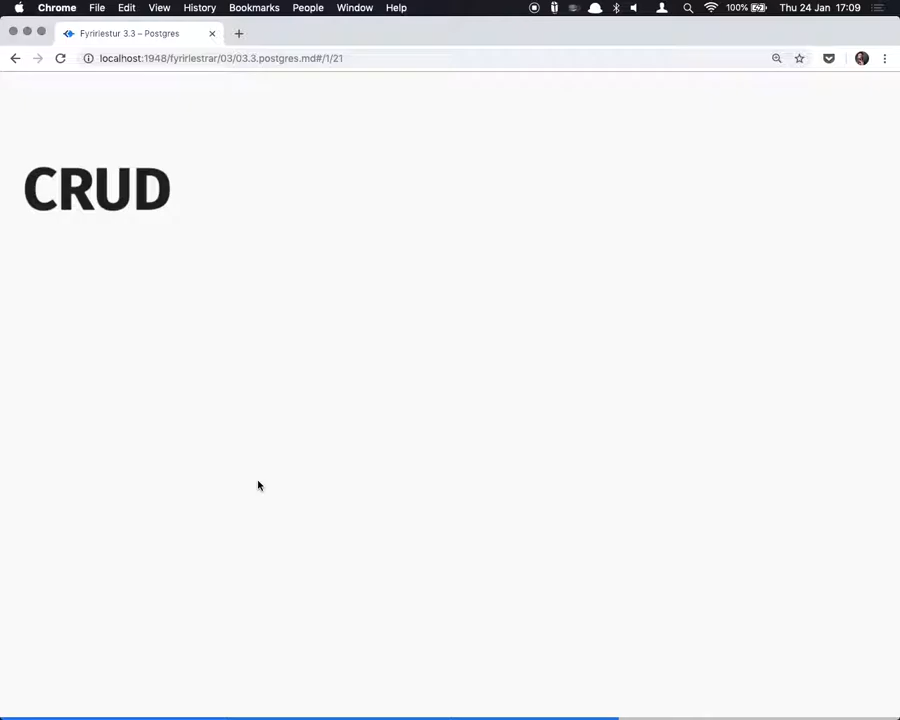 Chrome File Edit View History Bookmarks People Window Help 100% Thu 24 Jan 17:09
Fyrirlestur 3.3 – Postgres
localhost:1948/fyrirlestrar/03/03.3.postgres.md#/1/21
CRUD